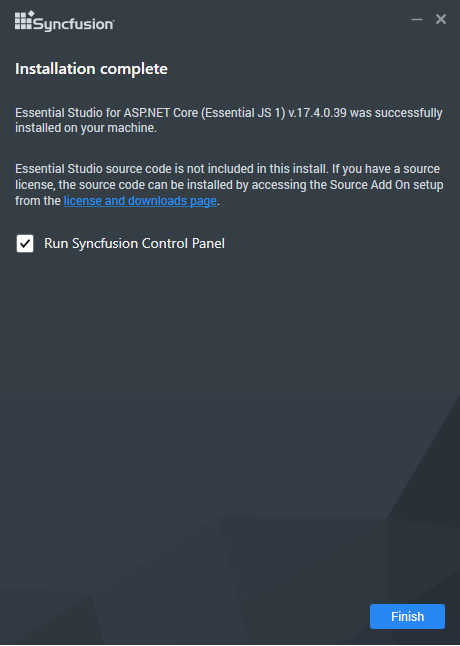 Syncfusion
Installation complete
Essential Studio for ASP.NET Core (Essential JS 1) v.17.4.0.39 was successfully
installed on your machine.
Essential Studio source code is not included in this install. If you have a source
license, the source code can be installed by accessing the Source Add On setup
from the license and downloads page.
Run Syncfusion Control Panel
Finish